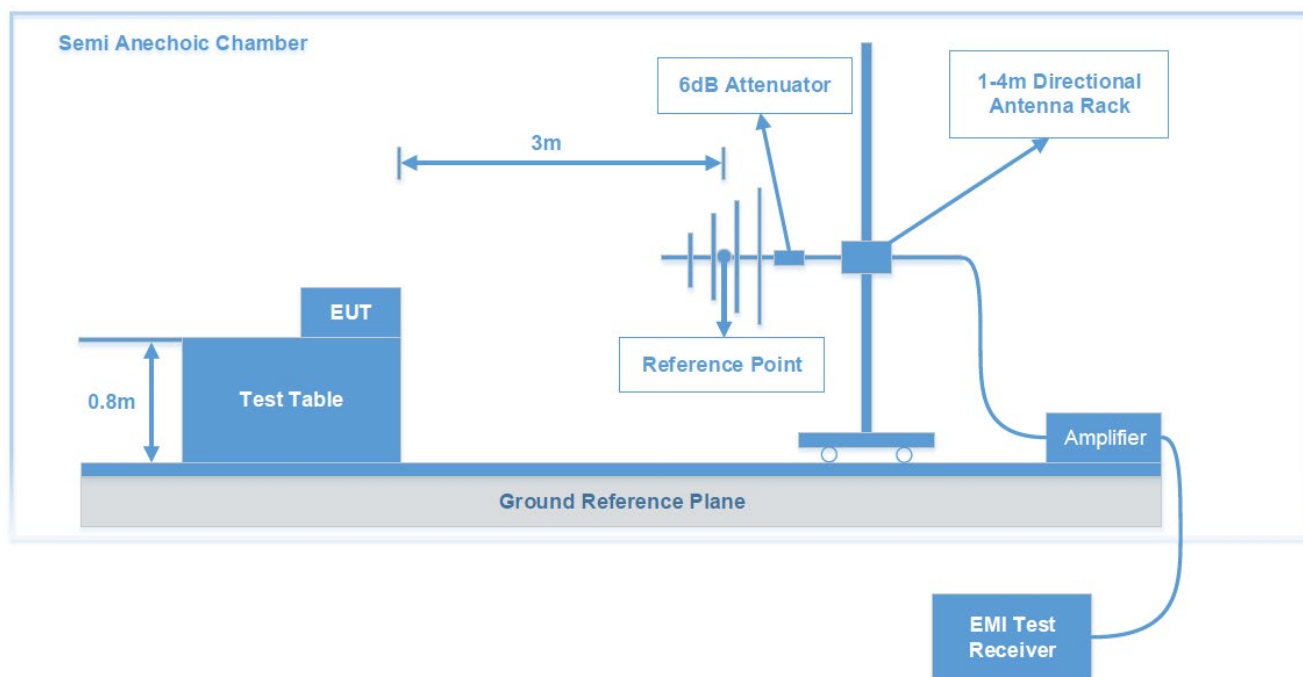 Semi Anechoic Chamber
6dB Attenuator
1-4m Directional
Antenna Rack
3m
EUT
Reference Point
0.8m
Test Table
Amplifier
Ground Reference Plane
EMI Test
Receiver